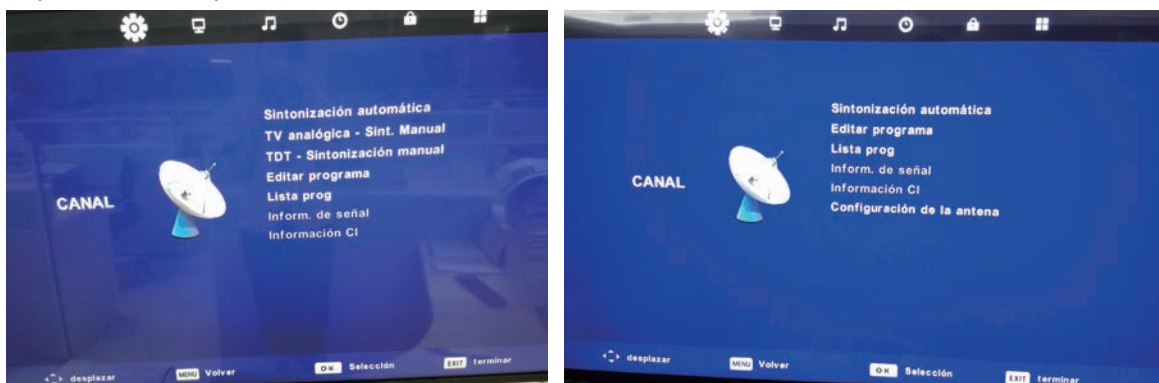 Sintonización automática
TV analógica - Sint. Manual
TDT - Sintonización manual
Editar programa
Lista prog
Inform. de señal
Información CI
CANAL
desplazar
MENU Volver
OK Selección
EXIT terminar
Sintonización automática
Editar programa
Lista prog
Inform. de señal
Información CI
Configuración de la antena
CANAL
desplazar
MENU Volver
OK Selección
EXIT terminar